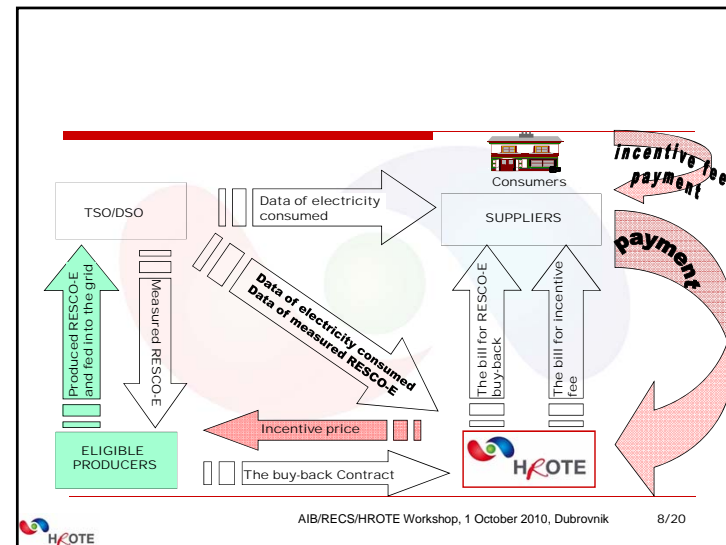 incentive fee
payment
Consumers
TSO/DSO
Data of electricity
consumed
SUPPLIERS
payment
Produced RESCO-E
and fed into the grid
Measured RESCO-E
Data of electricity consumed
Data of measured RESCO-E
The bill for RESCO-E
buy-back
The bill for incentive
fee
Incentive price
ELIGIBLE
PRODUCERS
The buy-back Contract
HROTE
AIB/RECS/HROTE Workshop, 1 October 2010, Dubrovnik
8/20
HROTE